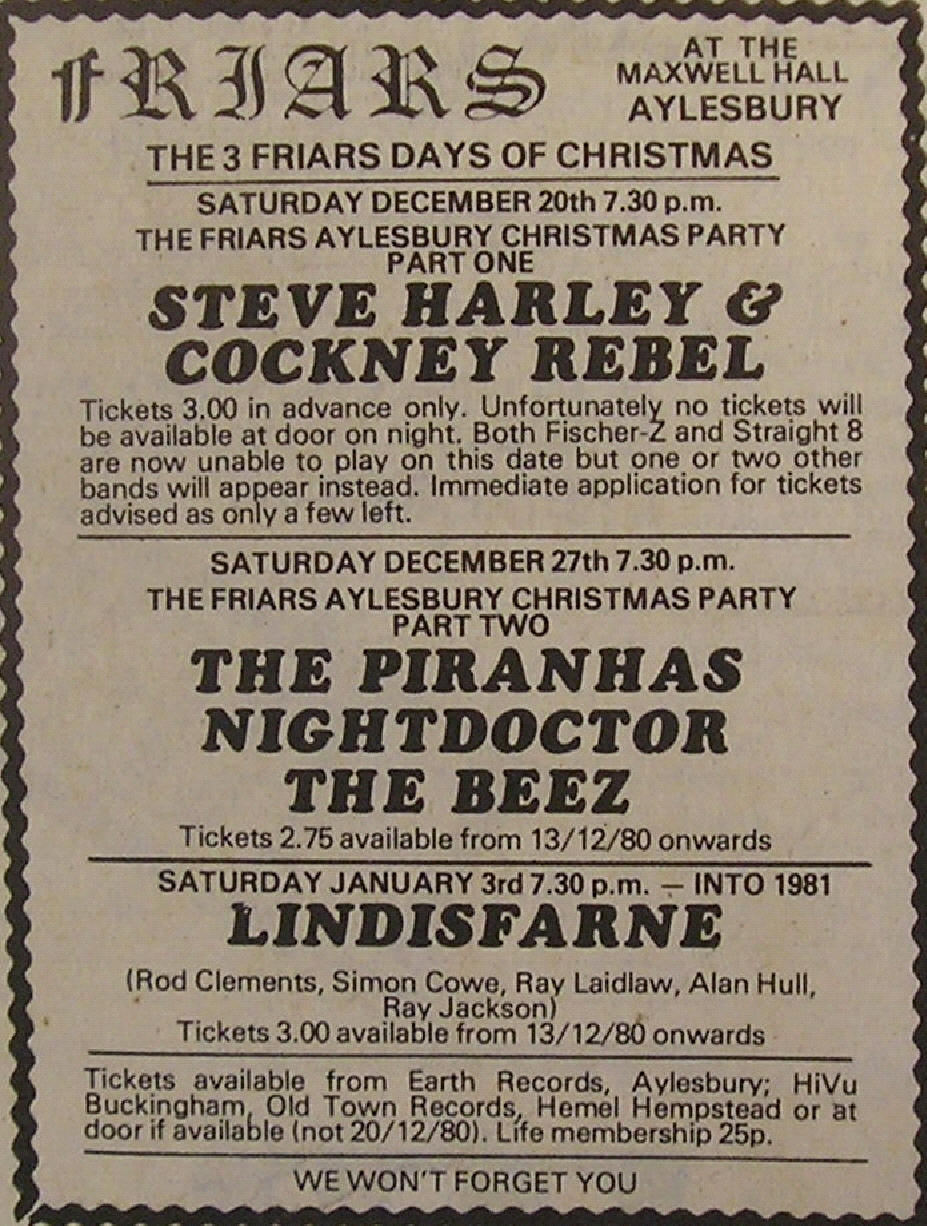 FRIARS
AT THE
MAXWELL HALL
AYLESBURY
THE 3 FRIARS DAYS OF CHRISTMAS
SATURDAY DECEMBER 20th 7.30 p.m.
THE FRIARS AYLESBURY CHRISTMAS PARTY
PART ONE
STEVE HARLEY &
COCKNEY REBEL
Tickets 3.00 in advance only. Unfortunately no tickets will
be available at door on night. Both Fischer-Z and Straight 8
are now unable to play on this date but one or two other
bands will appear instead. Immediate application for tickets
advised as only a few left.
SATURDAY DECEMBER 27th 7.30 p.m.
THE FRIARS AYLESBURY CHRISTMAS PARTY
PART TWO
THE PIRANHAS
NIGHTDOCTOR
THE BEEZ
Tickets 2.75 available from 13/12/80 onwards
SATURDAY JANUARY 3rd 7.30 p.m. — INTO 1981
LINDISFARNE
(Rod Clements, Simon Cowe, Ray Laidlaw, Alan Hull,
Ray Jackson)
Tickets 3.00 available from 13/12/80 onwards
Tickets available from Earth Records, Aylesbury; HiVu
Buckingham, Old Town Records, Hemel Hempstead or at
door if available (not 20/12/80). Life membership 25p.
WE WON'T FORGET YOU